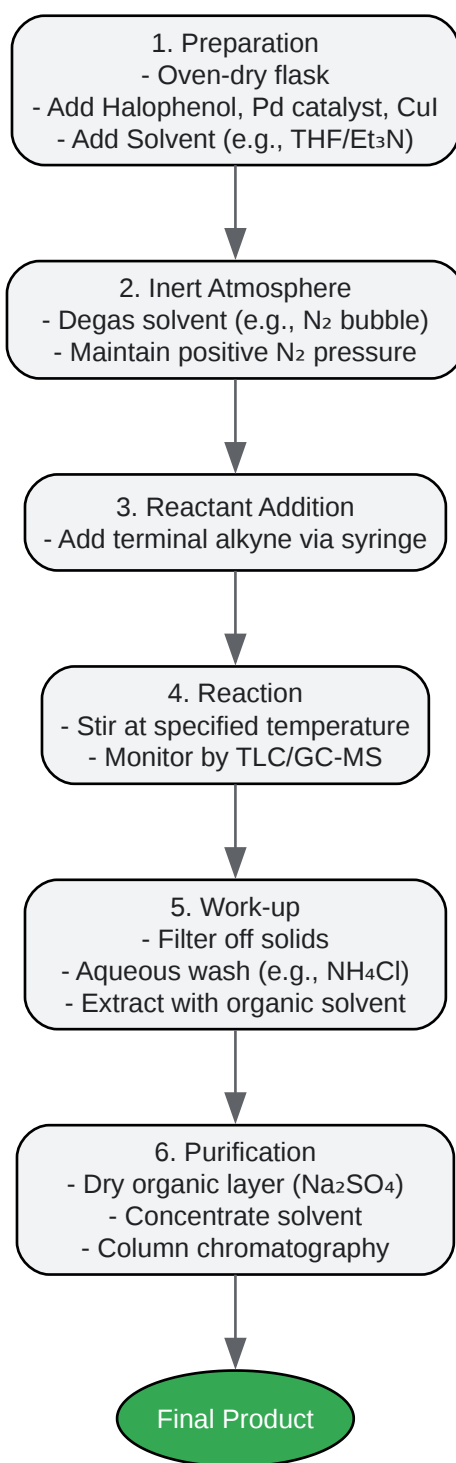 1. Preparation
- Oven-dry flask
- Add Halophenol, Pd catalyst, CuI
- Add Solvent (e.g., THF/Et₃N)
2. Inert Atmosphere
- Degas solvent (e.g., N₂ bubble)
- Maintain positive N₂ pressure
3. Reactant Addition
- Add terminal alkyne via syringe
4. Reaction
- Stir at specified temperature
- Monitor by TLC/GC-MS
5. Work-up
- Filter off solids
- Aqueous wash (e.g., NH₄Cl)
- Extract with organic solvent
6. Purification
- Dry organic layer (Na₂SO₄)
- Concentrate solvent
- Column chromatography
Final Product